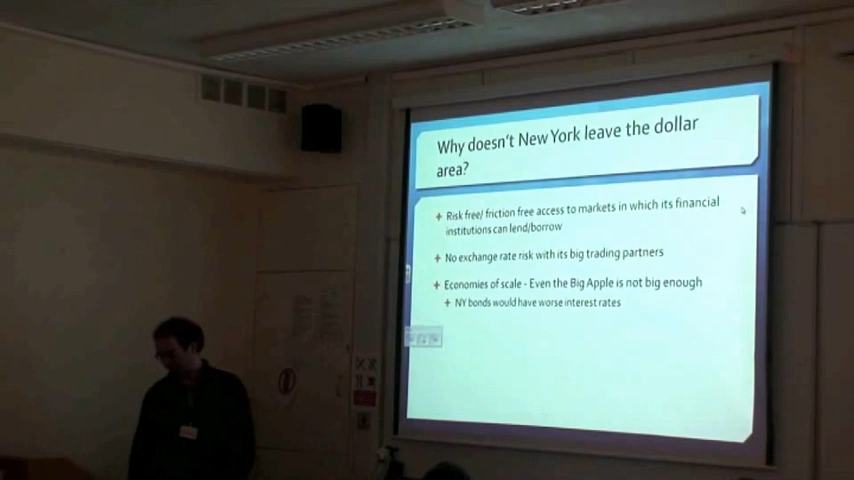 Why doesn't New York leave the dollar
area?
+ Risk free/ friction free access to markets in which its financial
institutions can lend/borrow
+ No exchange rate risk with its big trading partners
+ Economies of scale - Even the Big Apple is not big enough
+ NY bonds would have worse interest rates